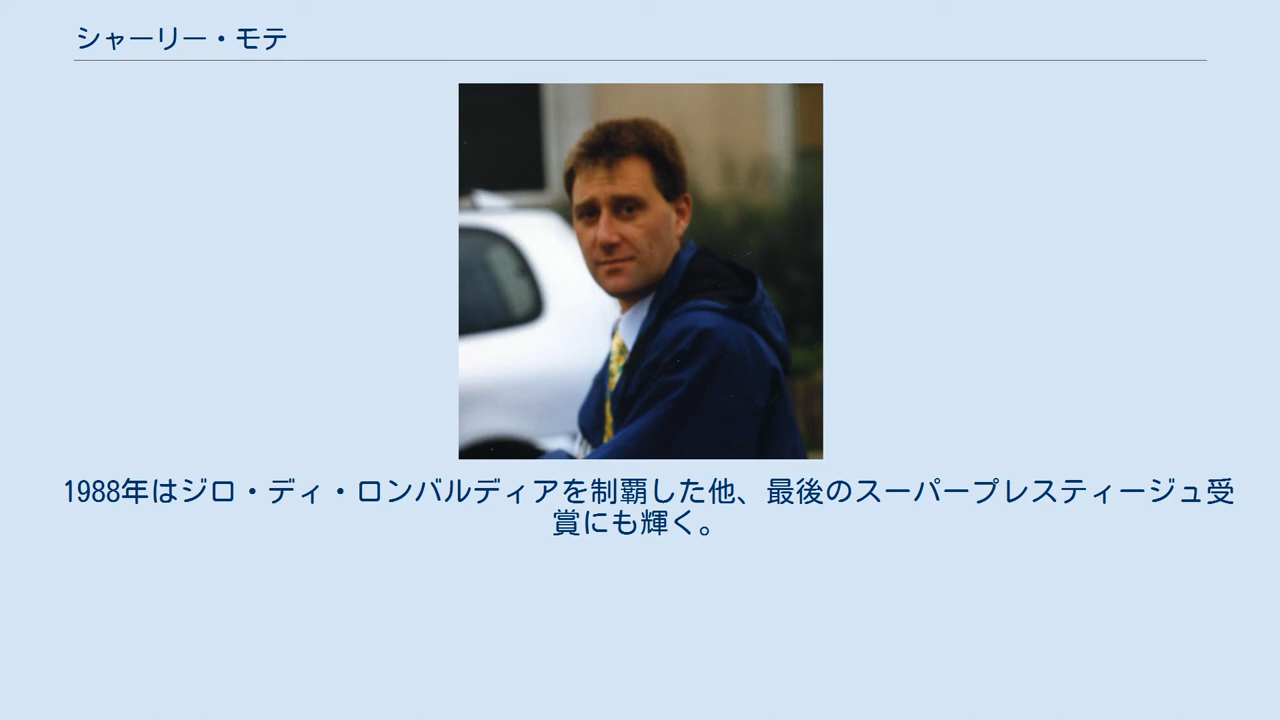 シャーリー・モテ
1988年はジロ・ディ・ロンバルディアを制覇した他、最後のスーパープレスティージュ受
賞にも輝く。